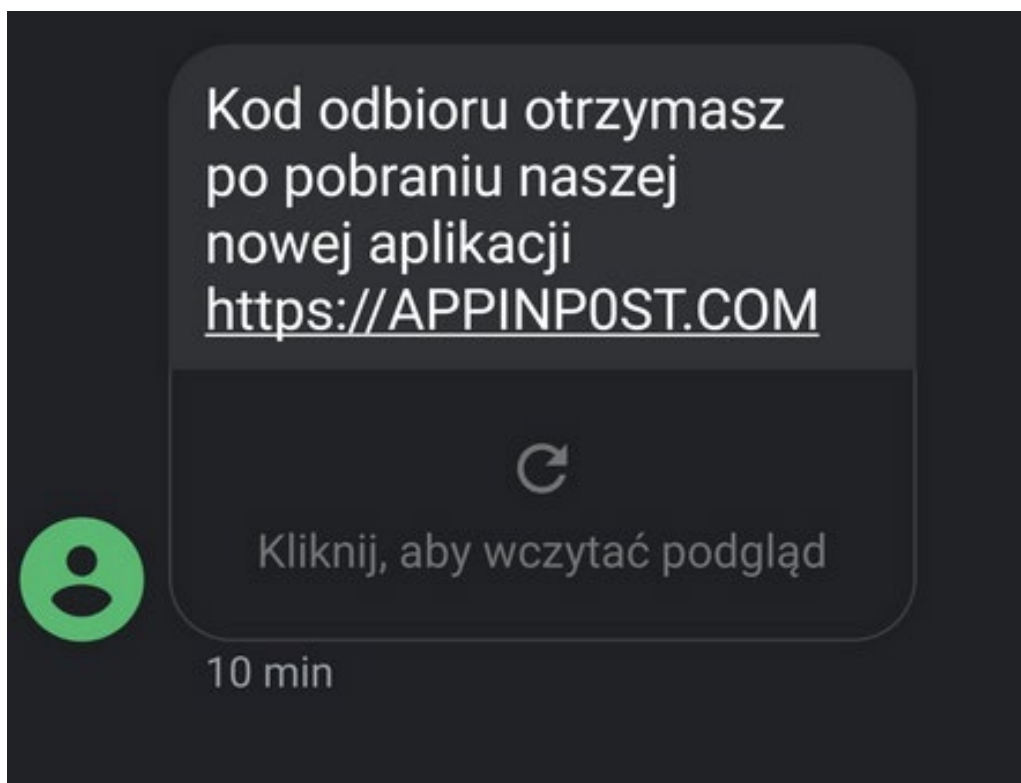 Kod odbioru otrzymasz
po pobraniu naszej
nowej aplikacji
https://APPINP0ST.COM
Kliknij, aby wczytać podgląd
10 min